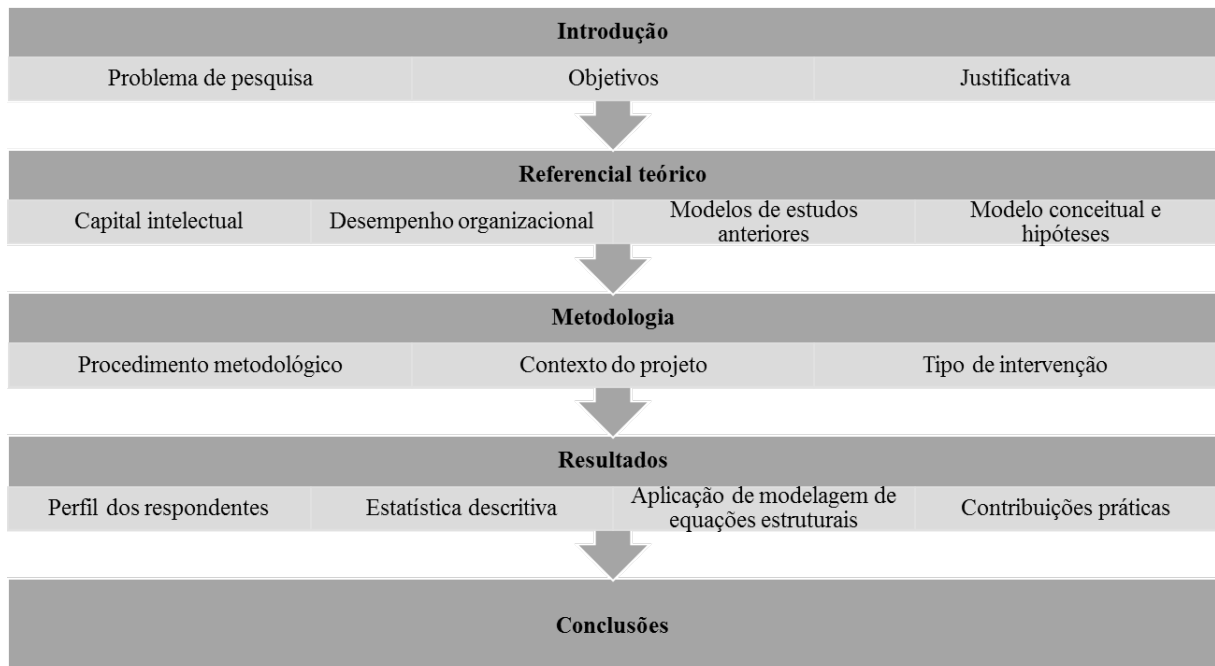 Introdução
Problema de pesquisa
Objetivos
Justificativa
Referencial teórico
Capital intelectual
Desempenho organizacional
Modelos de estudos
anteriores
Modelo conceitual e
hipóteses
Metodologia
Procedimento metodológico
Contexto do projeto
Tipo de intervenção
Resultados
Perfil dos respondentes
Estatística descritiva
Aplicação de modelagem de
equações estruturais
Contribuições práticas
Conclusões